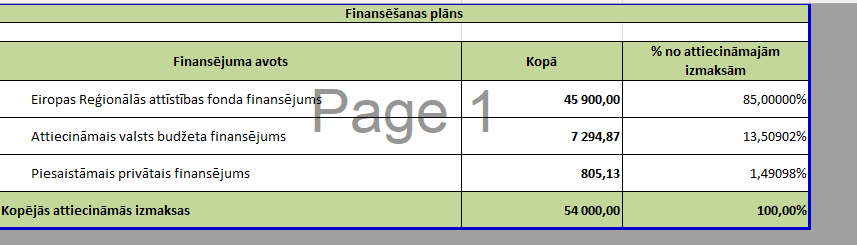 Finansēšanas plāns
Finansējuma avots
Kopā
% no attiecināmajām
izmaksām
Eiropas Reģionālās attīstības fonda finansējums
45 900,00
85,00000%
Attiecināmais valsts budžeta finansējums
7 294,87
13,50902%
Piesaistāmais privātais finansējums
805,13
1,49098%
Kopējās attiecināmās izmaksas
54 000,00
100,00%
Page 1